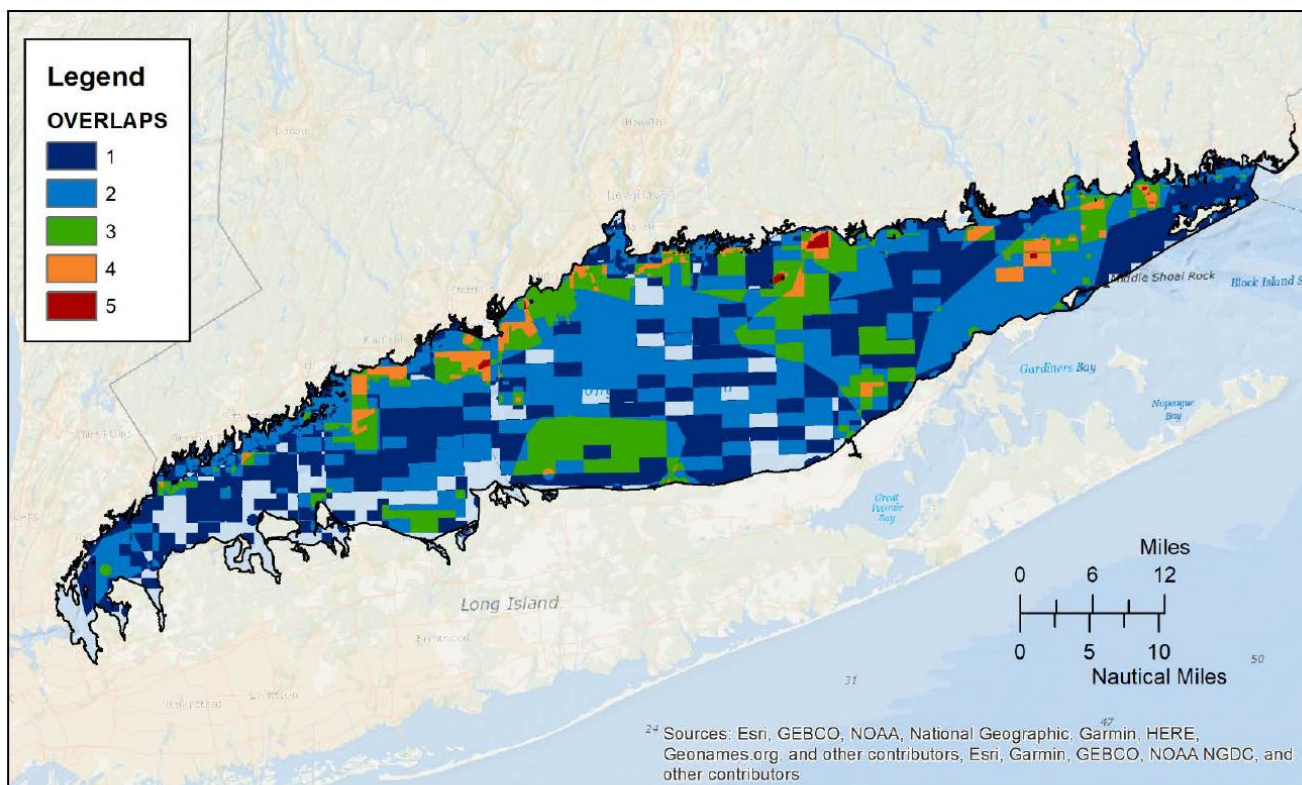 Legend
OVERLAPS
1
2
3
4
5
Middle Shoal Rock
Block Island S
Gardiners Bay
Napeague
Bay
Great
Peconic
Bay
Long Island
Miles
0 6 12
0 5 10
Nautical Miles
31
50
24
47
Sources: Esri, GEBCO, NOAA, National Geographic, Garmin, HERE,
Geonames.org, and other contributors, Esri, Garmin, GEBCO, NOAA NGDC, and
other contributors